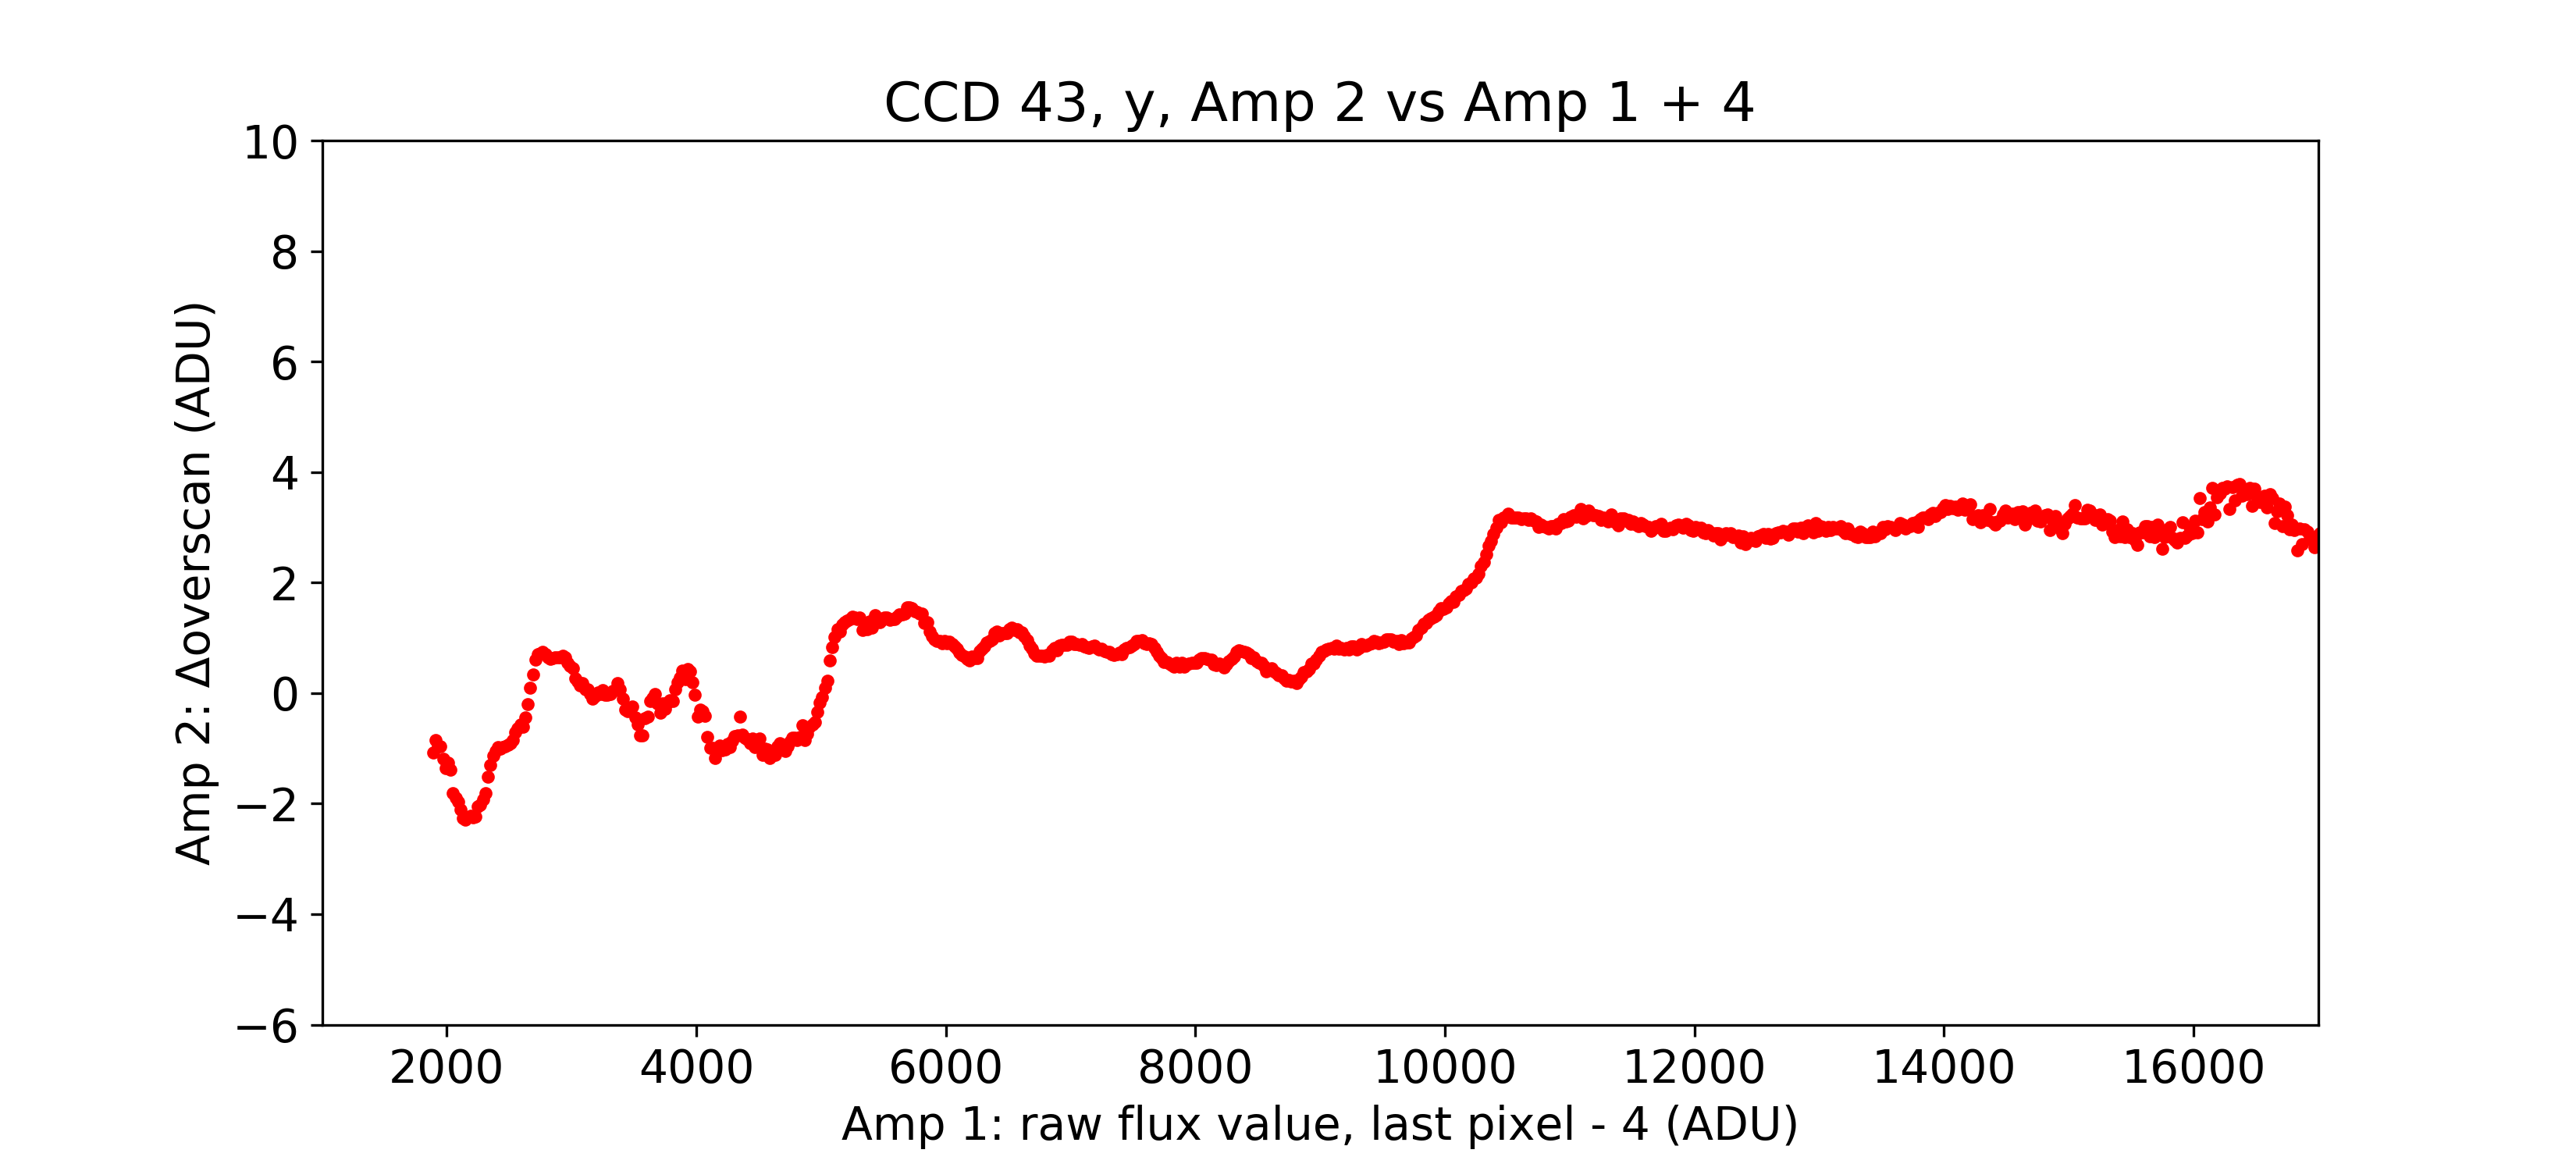 CCD 43, y, Amp 2 vs Amp 1 + 4
10
8
6
4
2
0
−2
−4
−6
Amp 2: Δoverscan (ADU)
2000 4000 6000 8000 10000 12000 14000 16000
Amp 1: raw flux value, last pixel - 4 (ADU)